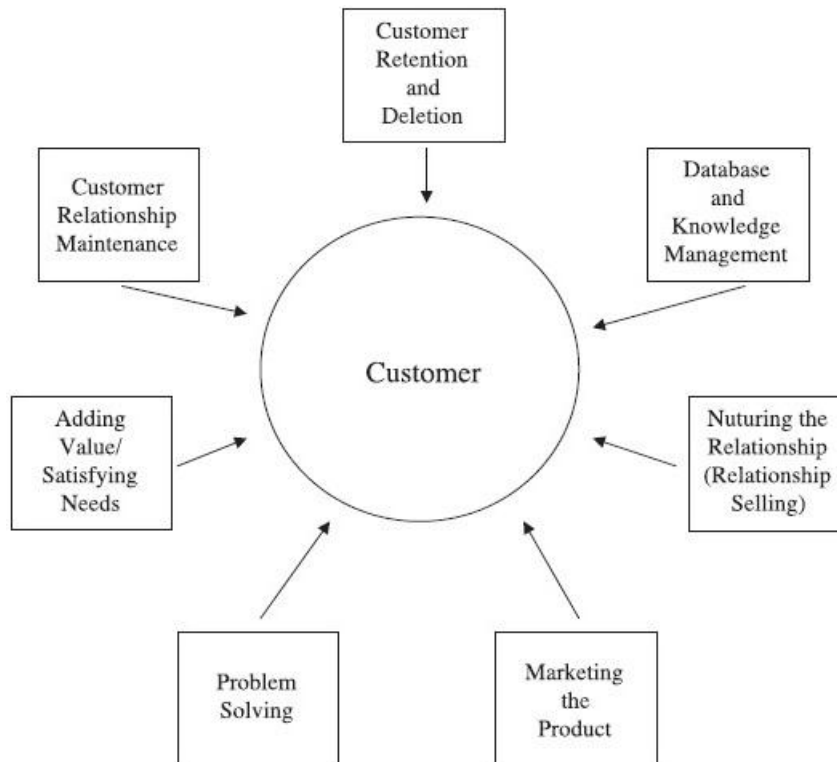 Customer
Retention
and
Deletion
Database
and
Knowledge
Management
Nuturing the
Relationship
(Relationship
Selling)
Marketing
the
Product
Problem
Solving
Adding
Value/
Satisfying
Needs
Customer
Relationship
Maintenance
Customer